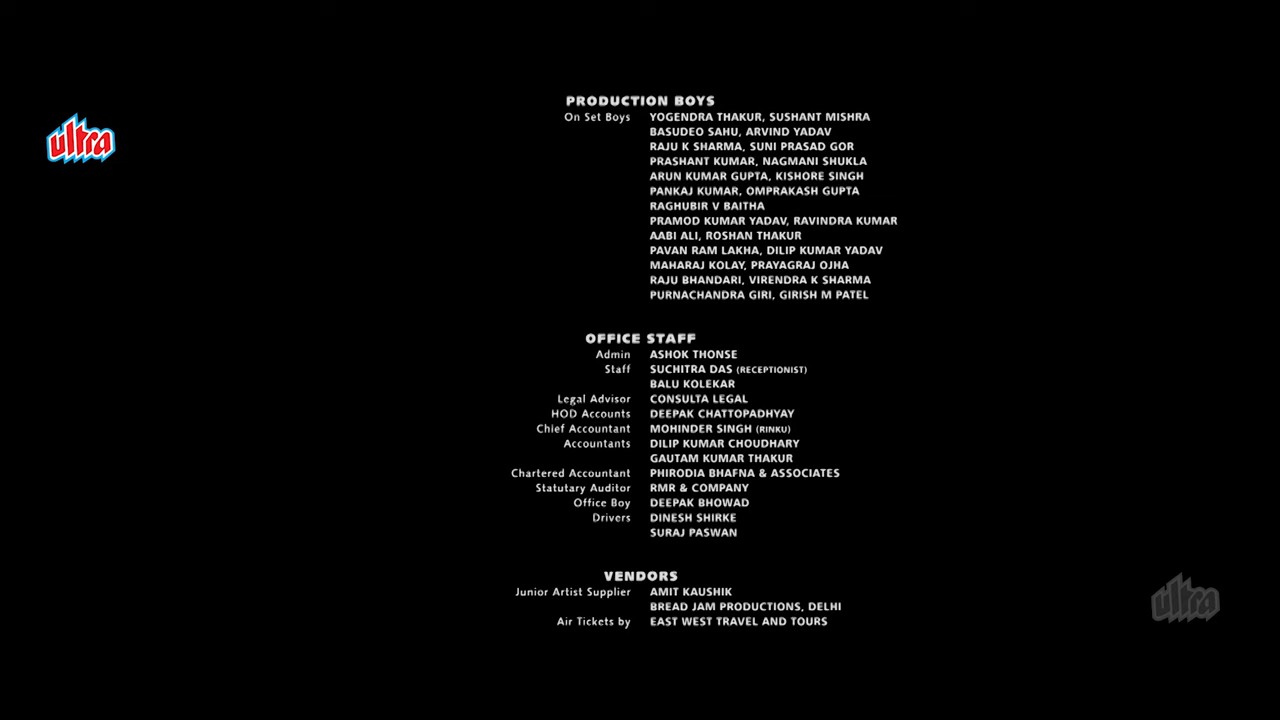 ultra
PRODUCTION BOYS
On Set Boys YOGENDRA THAKUR, SUSHANT MISHRA
BASUDEO SAHU, ARVIND YADAV
RAJU K SHARMA, SUNI PRASAD GOR
PRASHANT KUMAR, NAGMANI SHUKLA
ARUN KUMAR GUPTA, KISHORE SINGH
PANKAJ KUMAR, OMPRAKASH GUPTA
RAGHUBIR V BAITHA
PRAMOD KUMAR YADAV, RAVINDRA KUMAR
AABI ALI, ROSHAN THAKUR
PAVAN RAM LAKHA, DILIP KUMAR YADAV
MAHARAJ KOLAY, PRAYAGRAJ OJHA
RAJU BHANDARI, VIRENDRA K SHARMA
PURNACHANDRA GIRI, GIRISH M PATEL
OFFICE STAFF
Admin ASHOK THONSE
Staff SUCHITRA DAS (RECEPTIONIST)
BALU KOLEKAR
Legal Advisor CONSULTA LEGAL
HOD Accounts DEEPAK CHATTOPADHYAY
Chief Accountant MOHINDER SINGH (RINKU)
Accountants DILIP KUMAR CHOUDHARY
GAUTAM KUMAR THAKUR
Chartered Accountant PHIRODIA BHAFNA & ASSOCIATES
Statutary Auditor RMR & COMPANY
Office Boy DEEPAK BHOWAD
Drivers DINESH SHIRKE
SURAJ PASWAN
VENDORS
Junior Artist Supplier AMIT KAUSHIK
BREAD JAM PRODUCTIONS, DELHI
Air Tickets by EAST WEST TRAVEL AND TOURS
ultra